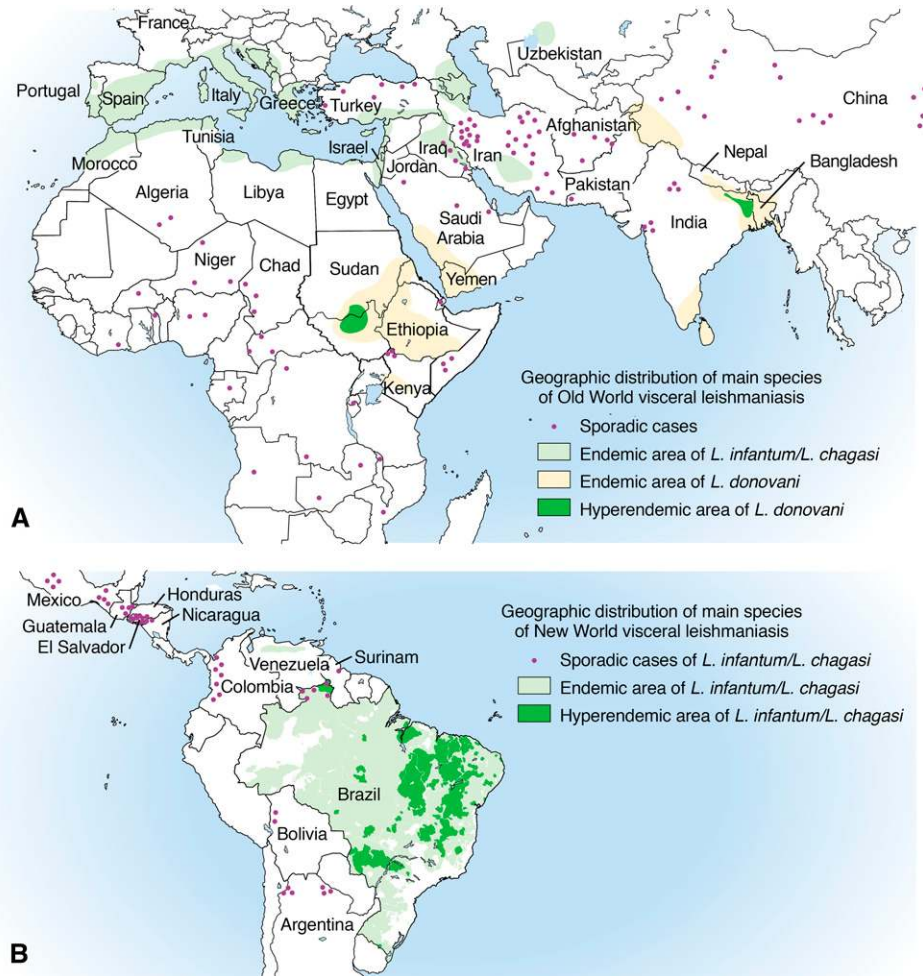 France
Uzbekistan
Portugal
Spain
Italy
Greece
Turkey
China
Tunisia
Afghanistan
Israel
Iraq
Iran
Nepal
Morocco
Jordan
Bangladesh
Algeria
Libya
Egypt
Pakistan
India
Saudi
Arabia
Niger
Chad
Sudan
Yemen
Ethiopia
Kenya
Geographic distribution of main species
of Old World visceral leishmaniasis
Sporadic cases
Endemic area of L. infantum/L. chagasi
Endemic area of L. donovani
Hyperendemic area of L. donovani
A
Mexico
Honduras
Guatemala
Nicaragua
El Salvador
Venezuela
Surinam
Colombia
Brazil
Bolivia
Argentina
Geographic distribution of main species
of New World visceral leishmaniasis
Sporadic cases of L. infantum/L. chagasi
Endemic area of L. infantum/L. chagasi
Hyperendemic area of L. infantum/L. chagasi
B